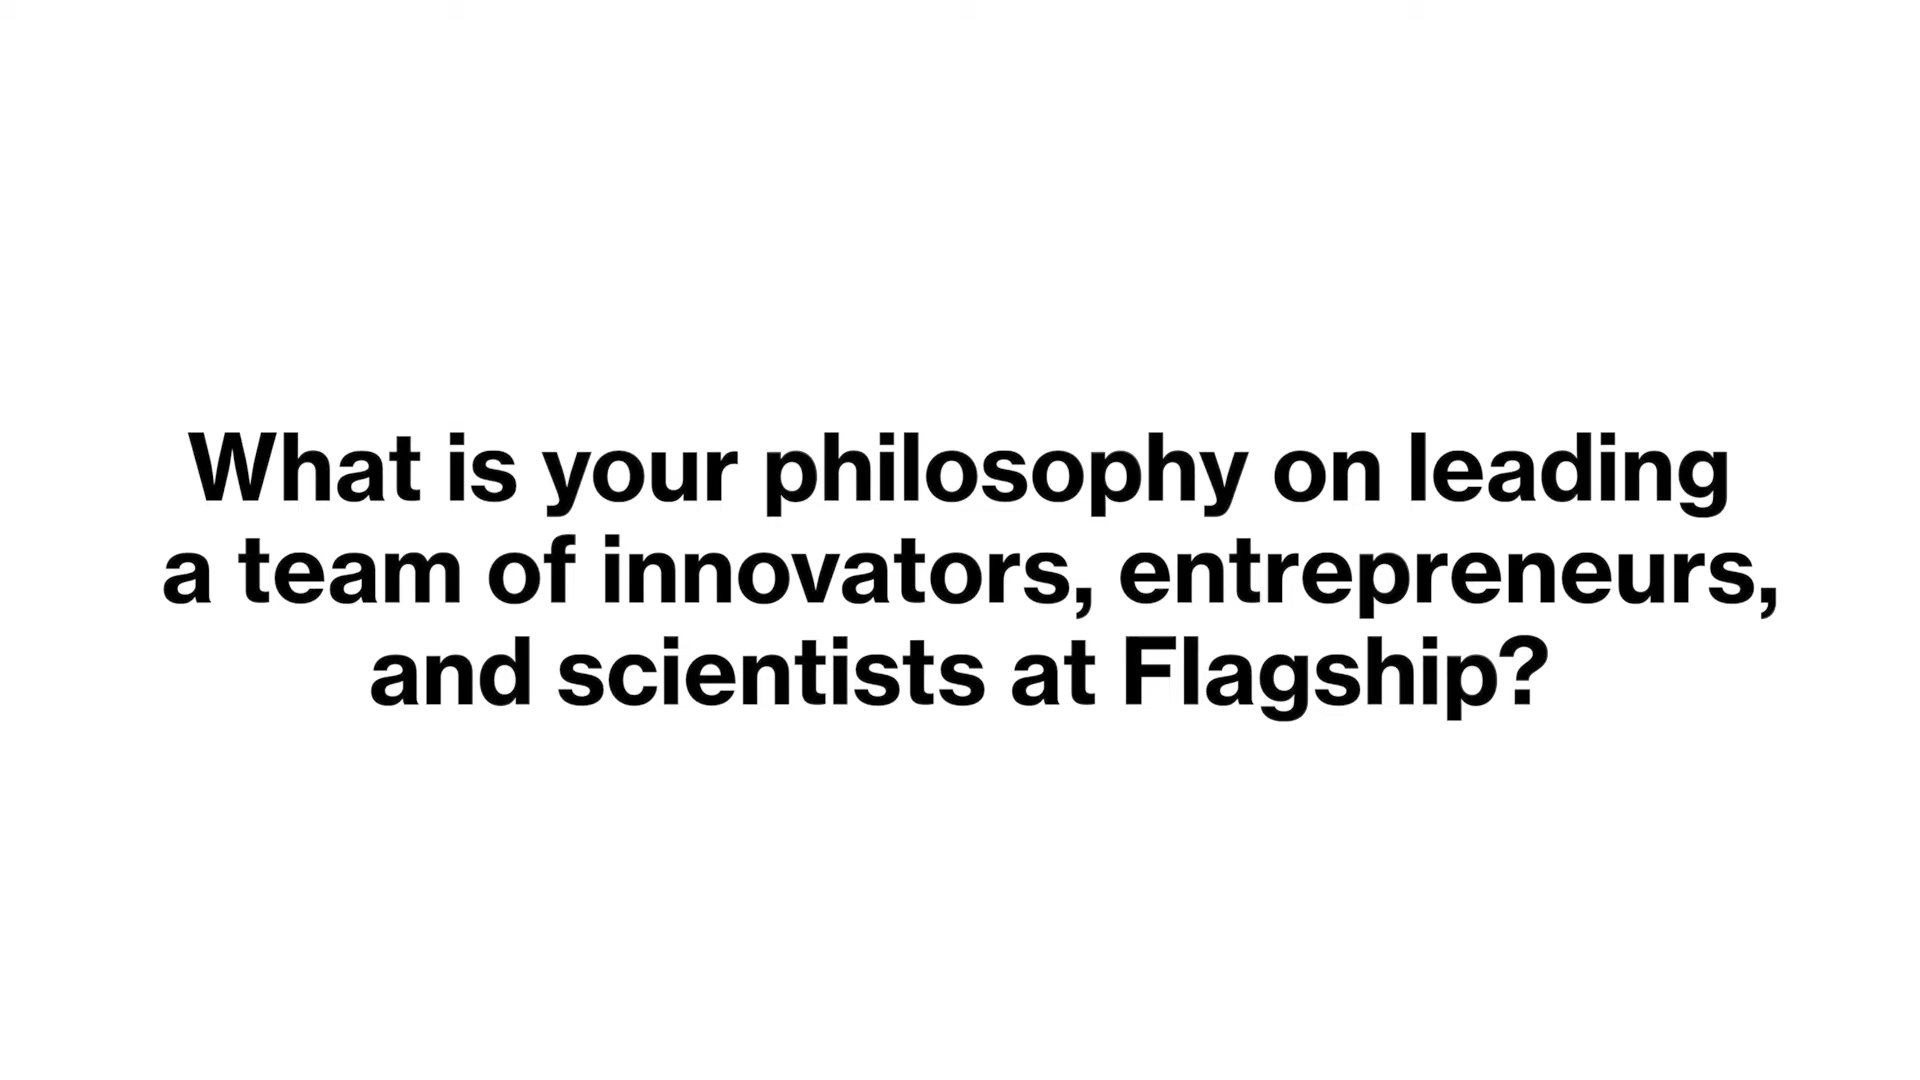 What is your philosophy on leading
a team of innovators, entrepreneurs,
and scientists at Flagship?